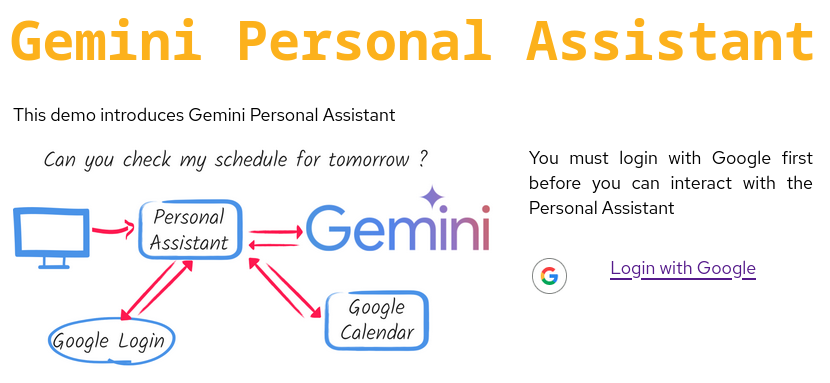 Gemini Personal Assistant
This demo introduces Gemini Personal Assistant
Can you check my schedule for tomorrow ?
Personal
Assistant
Gemini
Google Login
Google
Calendar
You must login with Google first
before you can interact with the
Personal Assistant
G
Login with Google